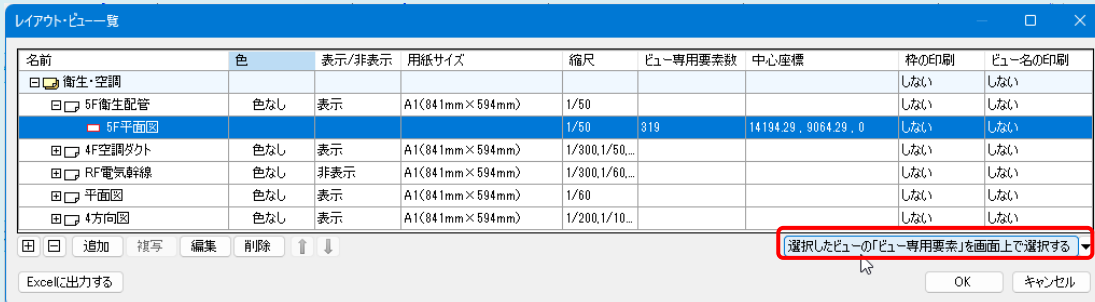 レイアウト・ビュー一覧
名前 色 表示/非表示 用紙サイズ 縮尺 ビュー専用要素数 中心座標 枠の印刷 ビュー名の印刷
衛生・空調 しない しない
5F衛生配管 色なし 表示 A1(841mm×594mm) 1/50 しない しない
5F平面図 1/50 319 14194.29 , 9064.29 , 0 しない しない
4F空調ダクト 色なし 表示 A1(841mm×594mm) 1/300,1/50,... しない しない
RF電気幹線 色なし 非表示 A1(841mm×594mm) 1/300,1/60,... しない しない
平面図 色なし 表示 A1(841mm×594mm) 1/60 しない しない
4方向図 色なし 表示 A1(841mm×594mm) 1/200,1/10... しない しない
追加 複写 編集 削除 選択したビューの「ビュー専用要素」を画面上で選択する
Excelに出力する OK キャンセル